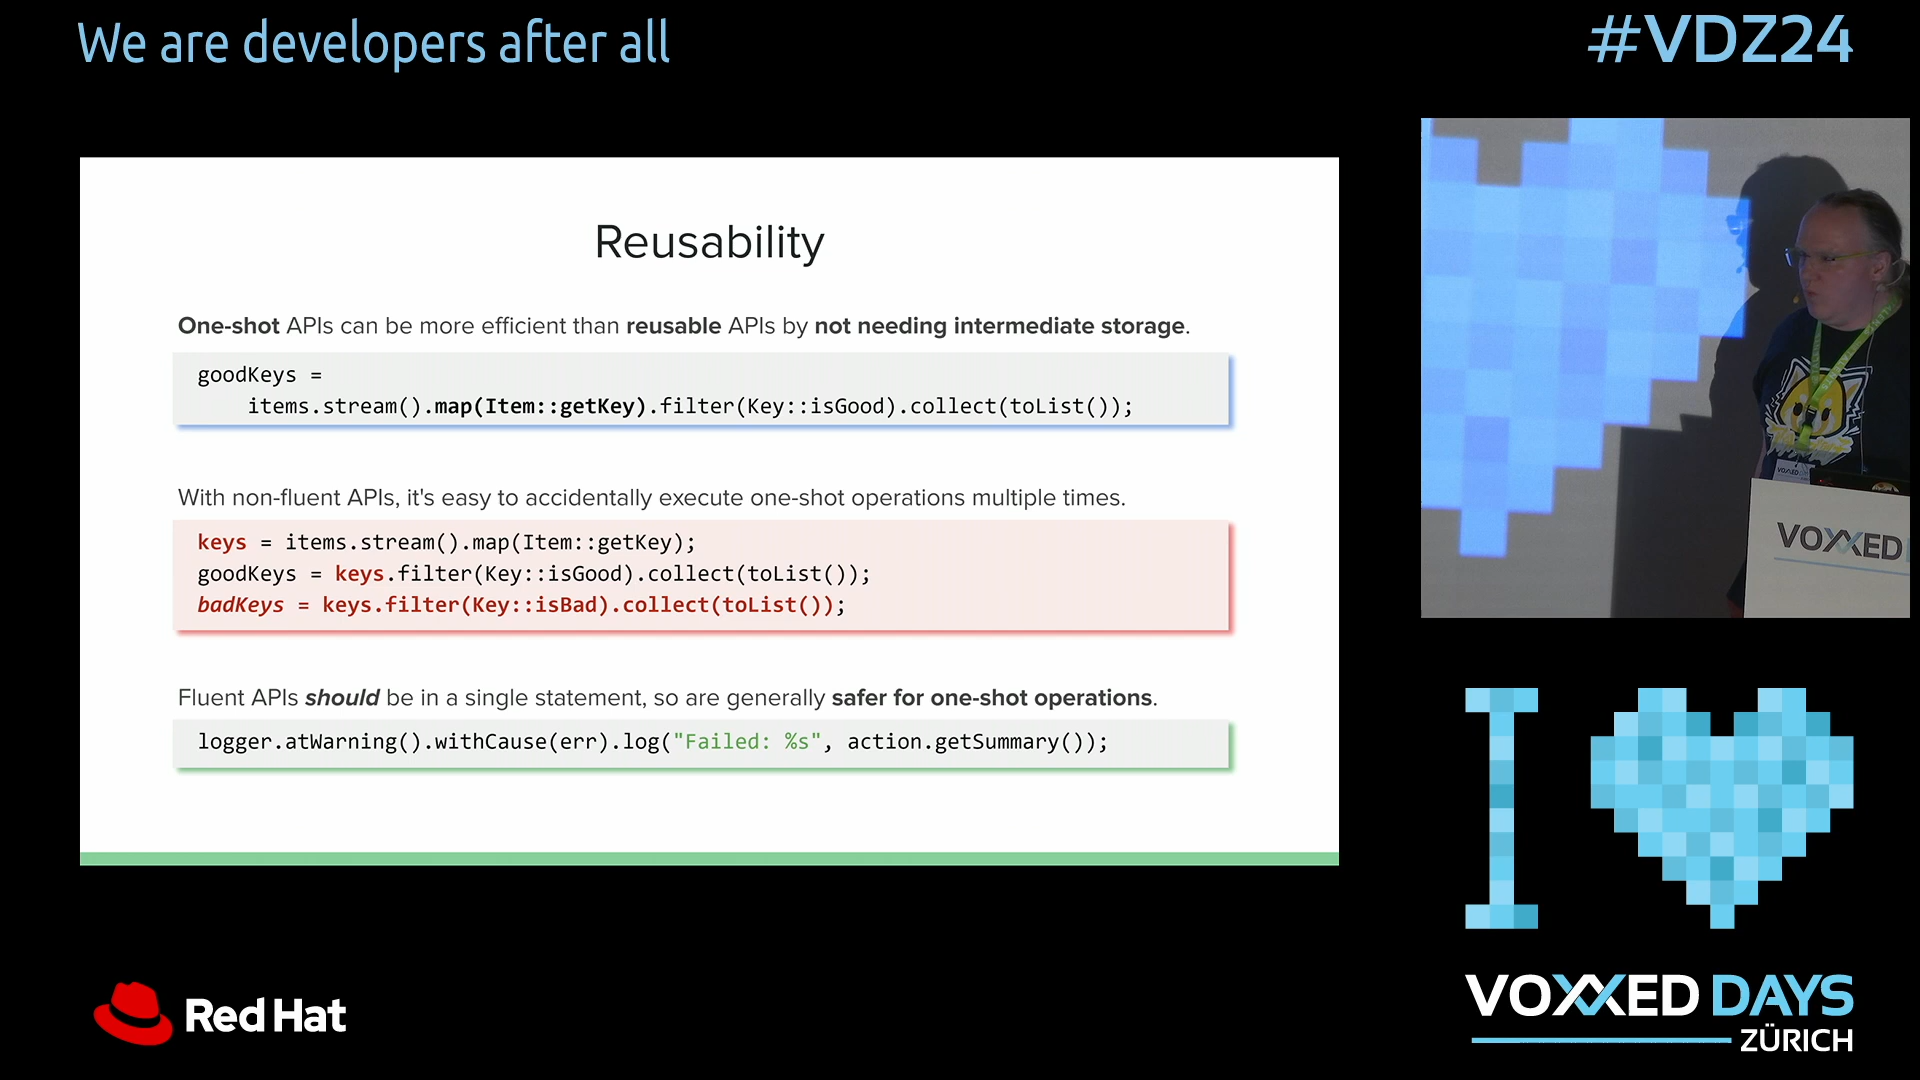 We are developers after all
#VDZ24
Reusability
One-shot APIs can be more efficient than reusable APIs by not needing intermediate storage.
goodKeys =
items.stream().map(Item::getKey).filter(Key::isGood).collect(toList());
With non-fluent APIs, it's easy to accidentally execute one-shot operations multiple times.
keys = items.stream().map(Item::getKey);
goodKeys = keys.filter(Key::isGood).collect(toList());
badKeys = keys.filter(Key::isBad).collect(toList());
Fluent APIs should be in a single statement, so are generally safer for one-shot operations.
logger.atWarning().withCause(err).log("Failed: %s", action.getSummary());
VOXXED
I
Red Hat
VOXXED DAYS
ZÜRICH